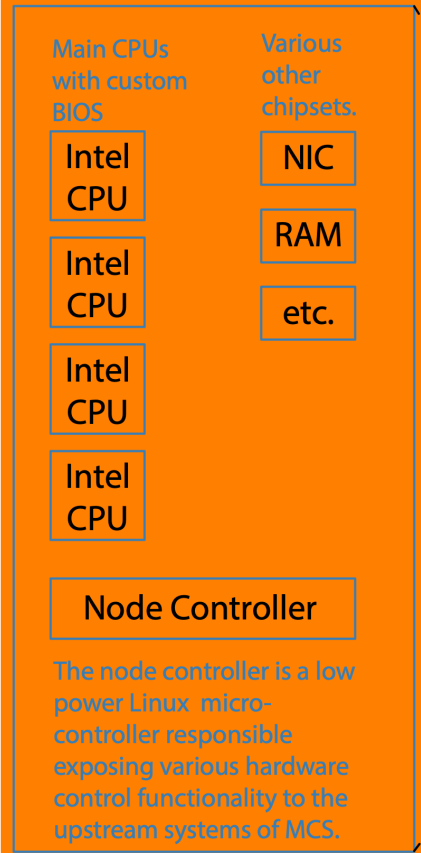 Main CPUs
with custom
BIOS
Various
other
chipsets.
Intel
CPU
NIC
Intel
CPU
RAM
etc.
Intel
CPU
Intel
CPU
Node Controller
The node controller is a low
power Linux  micro-
controller responsible
exposing various hardware
control functionality to the
upstream systems of MCS.